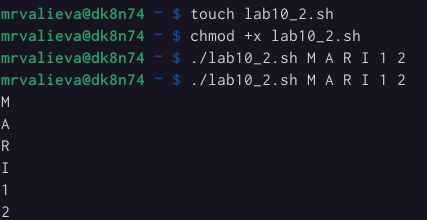 mrvalieva@dk8n74 ~ $ touch lab10_2.sh
mrvalieva@dk8n74 ~ $ chmod +x lab10_2.sh
mrvalieva@dk8n74 ~ $ ./lab10_2.sh M A R I 1 2
mrvalieva@dk8n74 ~ $ ./lab10_2.sh M A R I 1 2
M
A
R
I
1
2